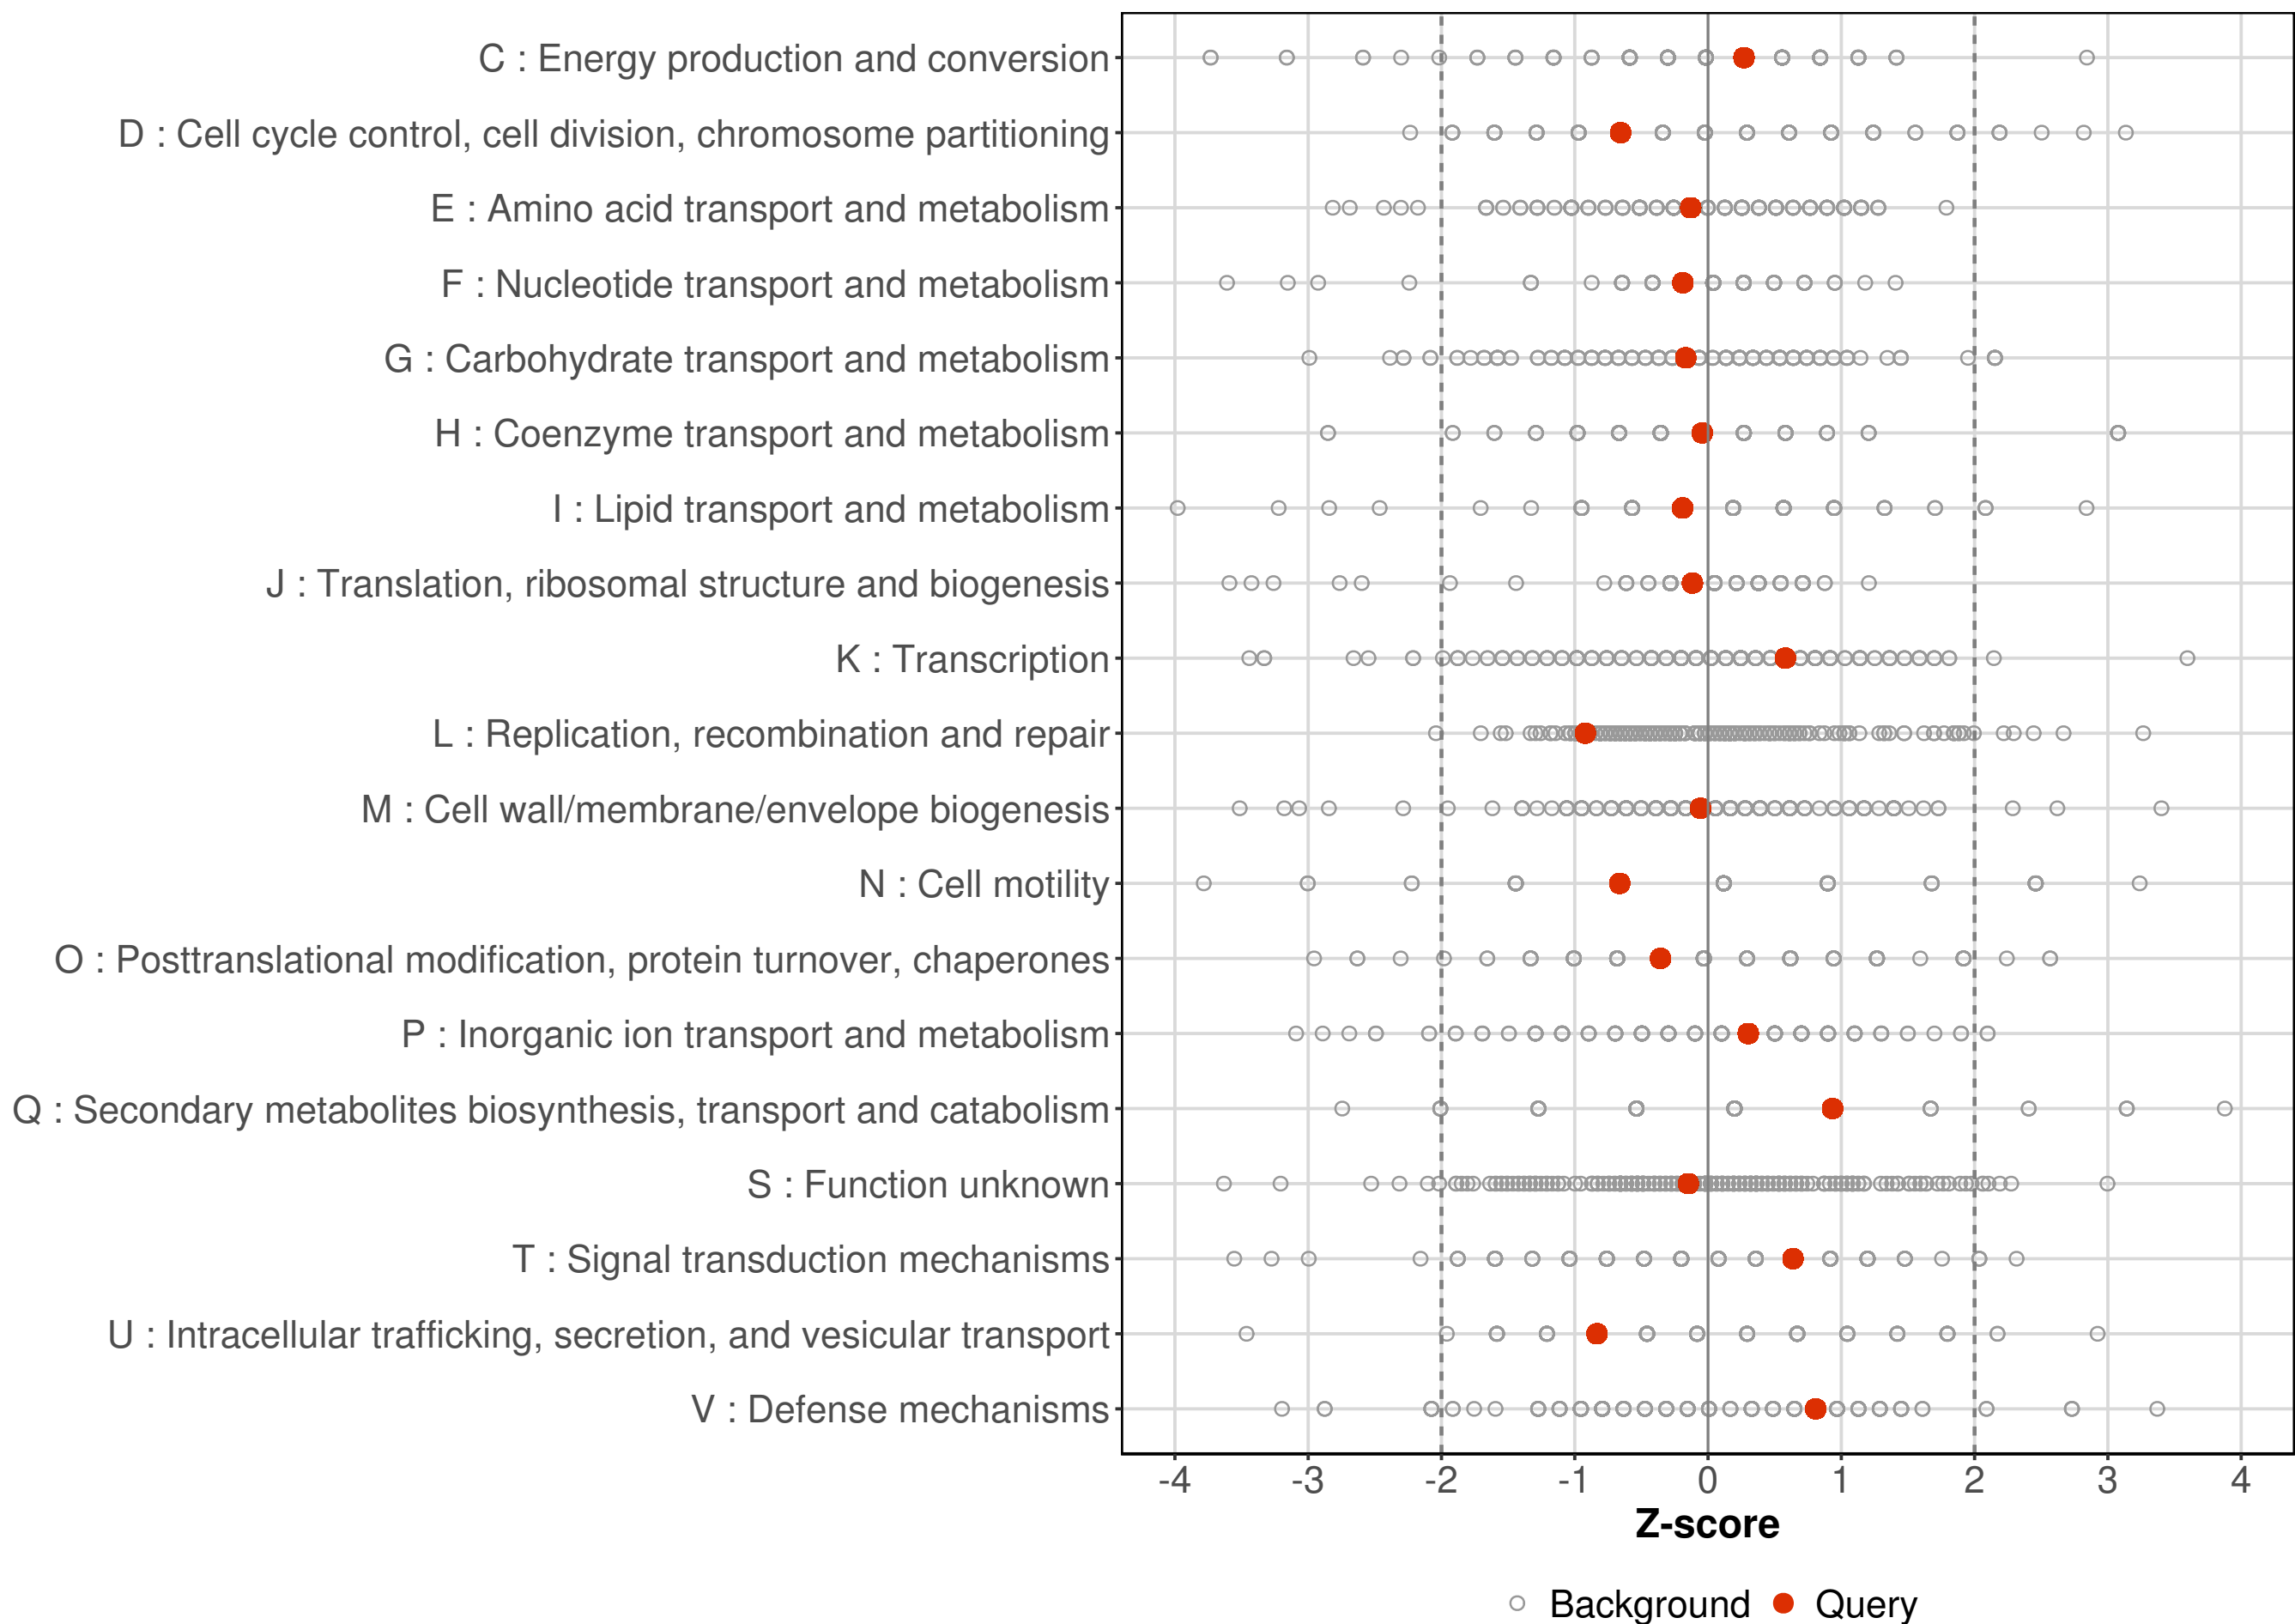 C : Energy production and conversion
D : Cell cycle control, cell division, chromosome partitioning
E : Amino acid transport and metabolism
F : Nucleotide transport and metabolism
G : Carbohydrate transport and metabolism
H : Coenzyme transport and metabolism
I : Lipid transport and metabolism
J : Translation, ribosomal structure and biogenesis
K : Transcription
L : Replication, recombination and repair
M : Cell wall/membrane/envelope biogenesis
N : Cell motility
O : Posttranslational modification, protein turnover, chaperones
P : Inorganic ion transport and metabolism
Q : Secondary metabolites biosynthesis, transport and catabolism
S : Function unknown
T : Signal transduction mechanisms
U : Intracellular trafficking, secretion, and vesicular transport
V : Defense mechanisms
-4 -3 -2 -1 0 1 2 3 4
Z-score
Background Query